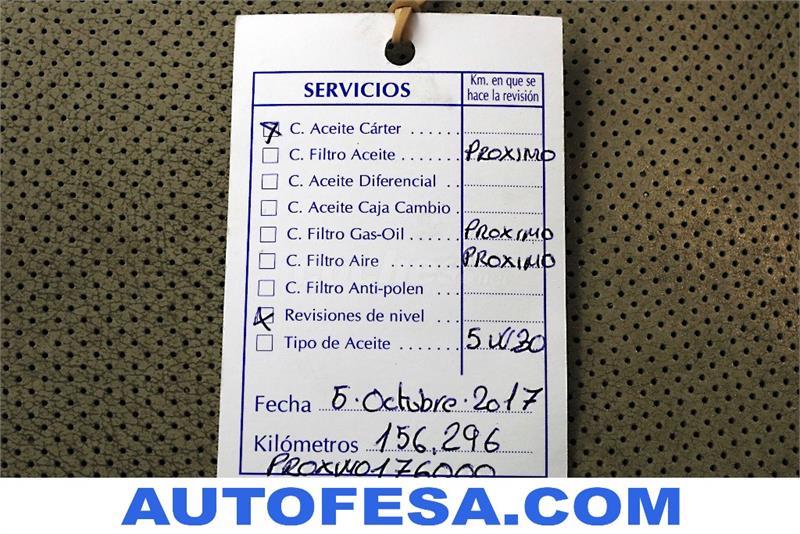 SERVICIOS Km. en que se hace la revisión
C. Aceite Cárter ......
C. Filtro Aceite ..... PROXIMO
C. Aceite Diferencial ..
C. Aceite Caja Cambio .
C. Filtro Gas-Oil ...... PROXIMO
C. Filtro Aire ......... PROXIMO
C. Filtro Anti-polen ...
Revisiones de nivel ....
Tipo de Aceite ........ 5W30
Fecha 5·Octubre·2017
Kilómetros 156.296
PROXIMO 176000
AUTOFESA.COM